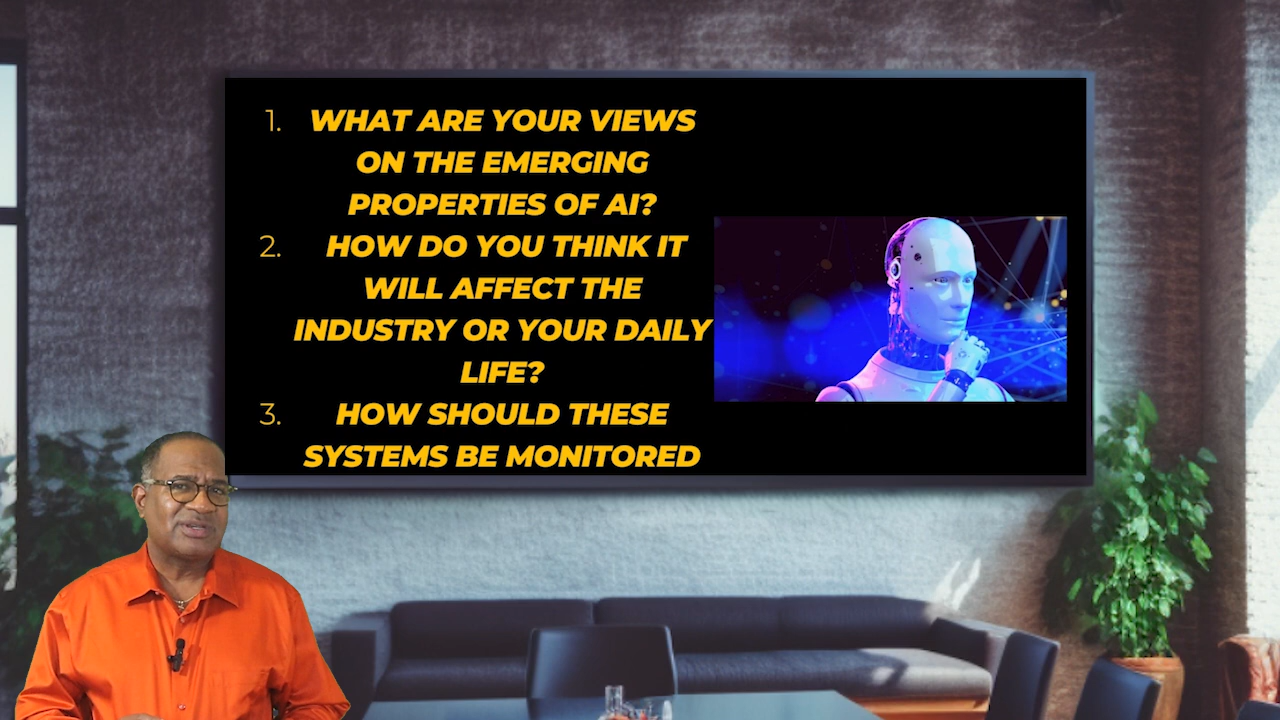 1. WHAT ARE YOUR VIEWS
ON THE EMERGING
PROPERTIES OF AI?
2. HOW DO YOU THINK IT
WILL AFFECT THE
INDUSTRY OR YOUR DAILY
LIFE?
3. HOW SHOULD THESE
SYSTEMS BE MONITORED